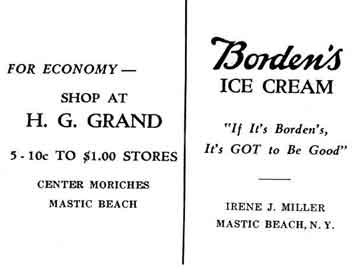 FOR ECONOMY —
SHOP AT
H. G. GRAND
5 - 10c TO $1.00 STORES
CENTER MORICHES
MASTIC BEACH
Borden's
ICE CREAM
"If It's Borden's,
It's GOT to Be Good"
IRENE J. MILLER
MASTIC BEACH, N. Y.